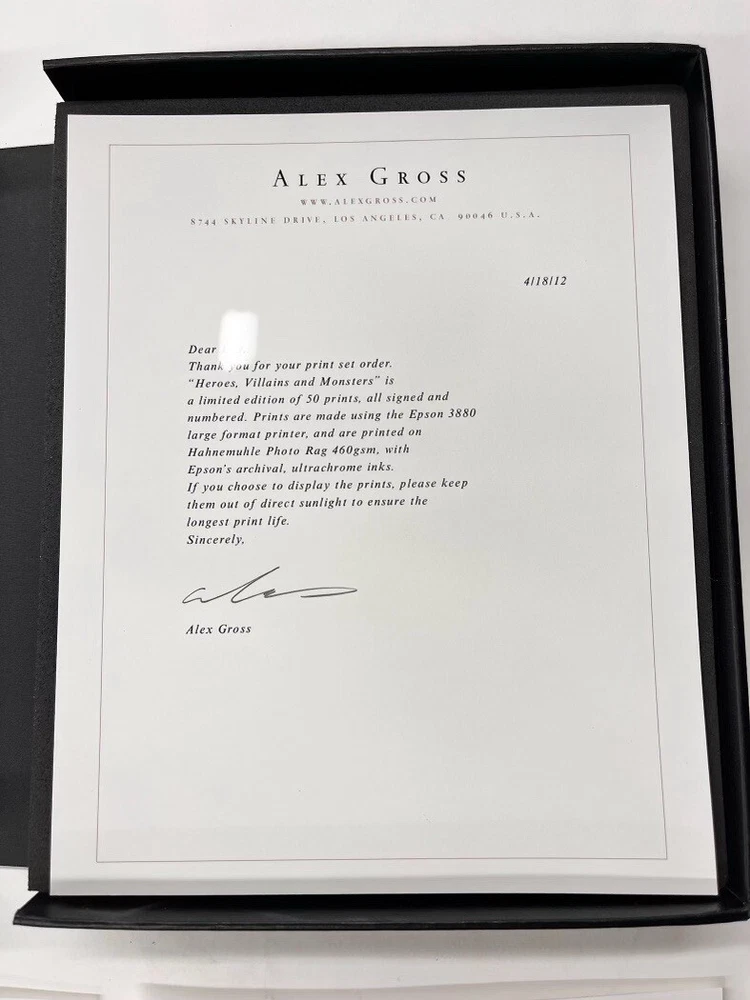 ALEX GROSS
WWW.ALEXGROSS.COM
8744 SKYLINE DRIVE, LOS ANGELES, CA 90046 U.S.A.
4/18/12
Dear
Thank you for your print set order.
“Heroes, Villains and Monsters” is
a limited edition of 50 prints, all signed and
numbered. Prints are made using the Epson 3880
large format printer, and are printed on
Hahnemuhle Photo Rag 460gsm, with
Epson's archival, ultrachrome inks.
If you choose to display the prints, please keep
them out of direct sunlight to ensure the
longest print life.
Sincerely,
Alex Gross